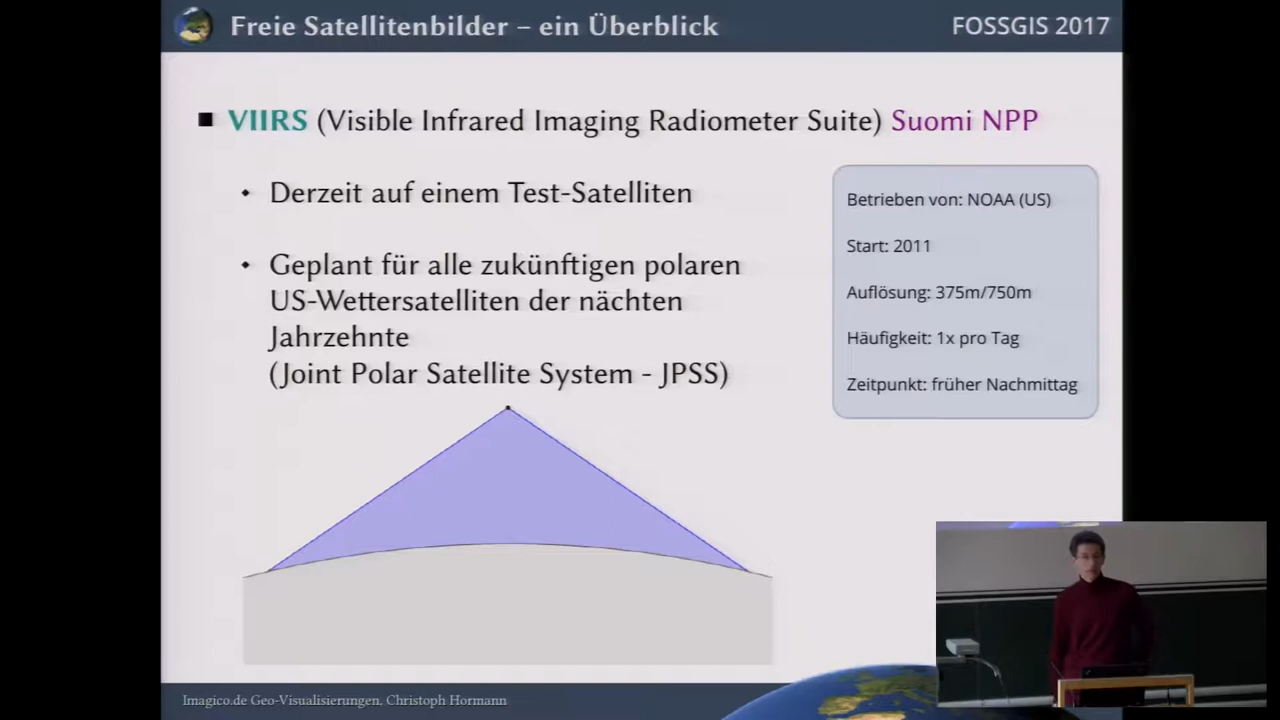 Freie Satellitenbilder – ein Überblick
FOSSGIS 2017
VIIRS (Visible Infrared Imaging Radiometer Suite) Suomi NPP
Derzeit auf einem Test-Satelliten
Geplant für alle zukünftigen polaren
US-Wettersatelliten der nächten
Jahrzehnte
(Joint Polar Satellite System - JPSS)
Betrieben von: NOAA (US)
Start: 2011
Auflösung: 375m/750m
Häufigkeit: 1x pro Tag
Zeitpunkt: früher Nachmittag
Imagico.de Geo-Visualisierungen, Christoph Hormann